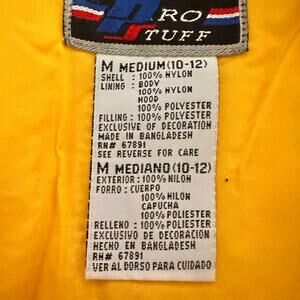 PRO
TUFF
M MEDIUM (10-12)
SHELL : 100% NYLON
LINING : BODY
100% NYLON
HOOD
100% POLYESTER
FILLING : 100% POLYESTER
EXCLUSIVE OF DECORATION
MADE IN BANGLADESH
RN# 67891
SEE REVERSE FOR CARE
M MEDIANO (10-12)
EXTERIOR : 100% NILON
FORRO : CUERPO
100% NILON
CAPUCHA
100% POLIESTER
RELLENO : 100% POLIESTER
EXCLUSIVO DE DECORACION
HECHO EN BANGLADESH
RN# 67891
VER AL DORSO PARA CUIDADO